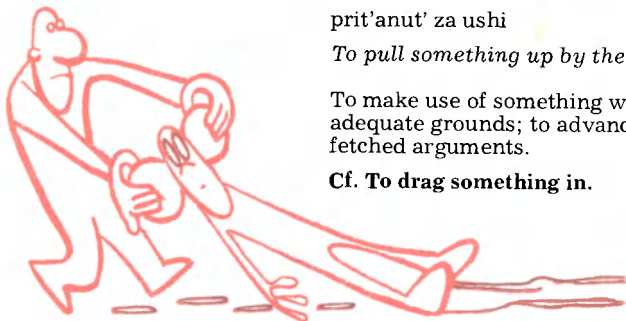 prit'anut' za ushi
To pull something up by the
To make use of something w
adequate grounds; to advanc
fetched arguments.
Cf. To drag something in.